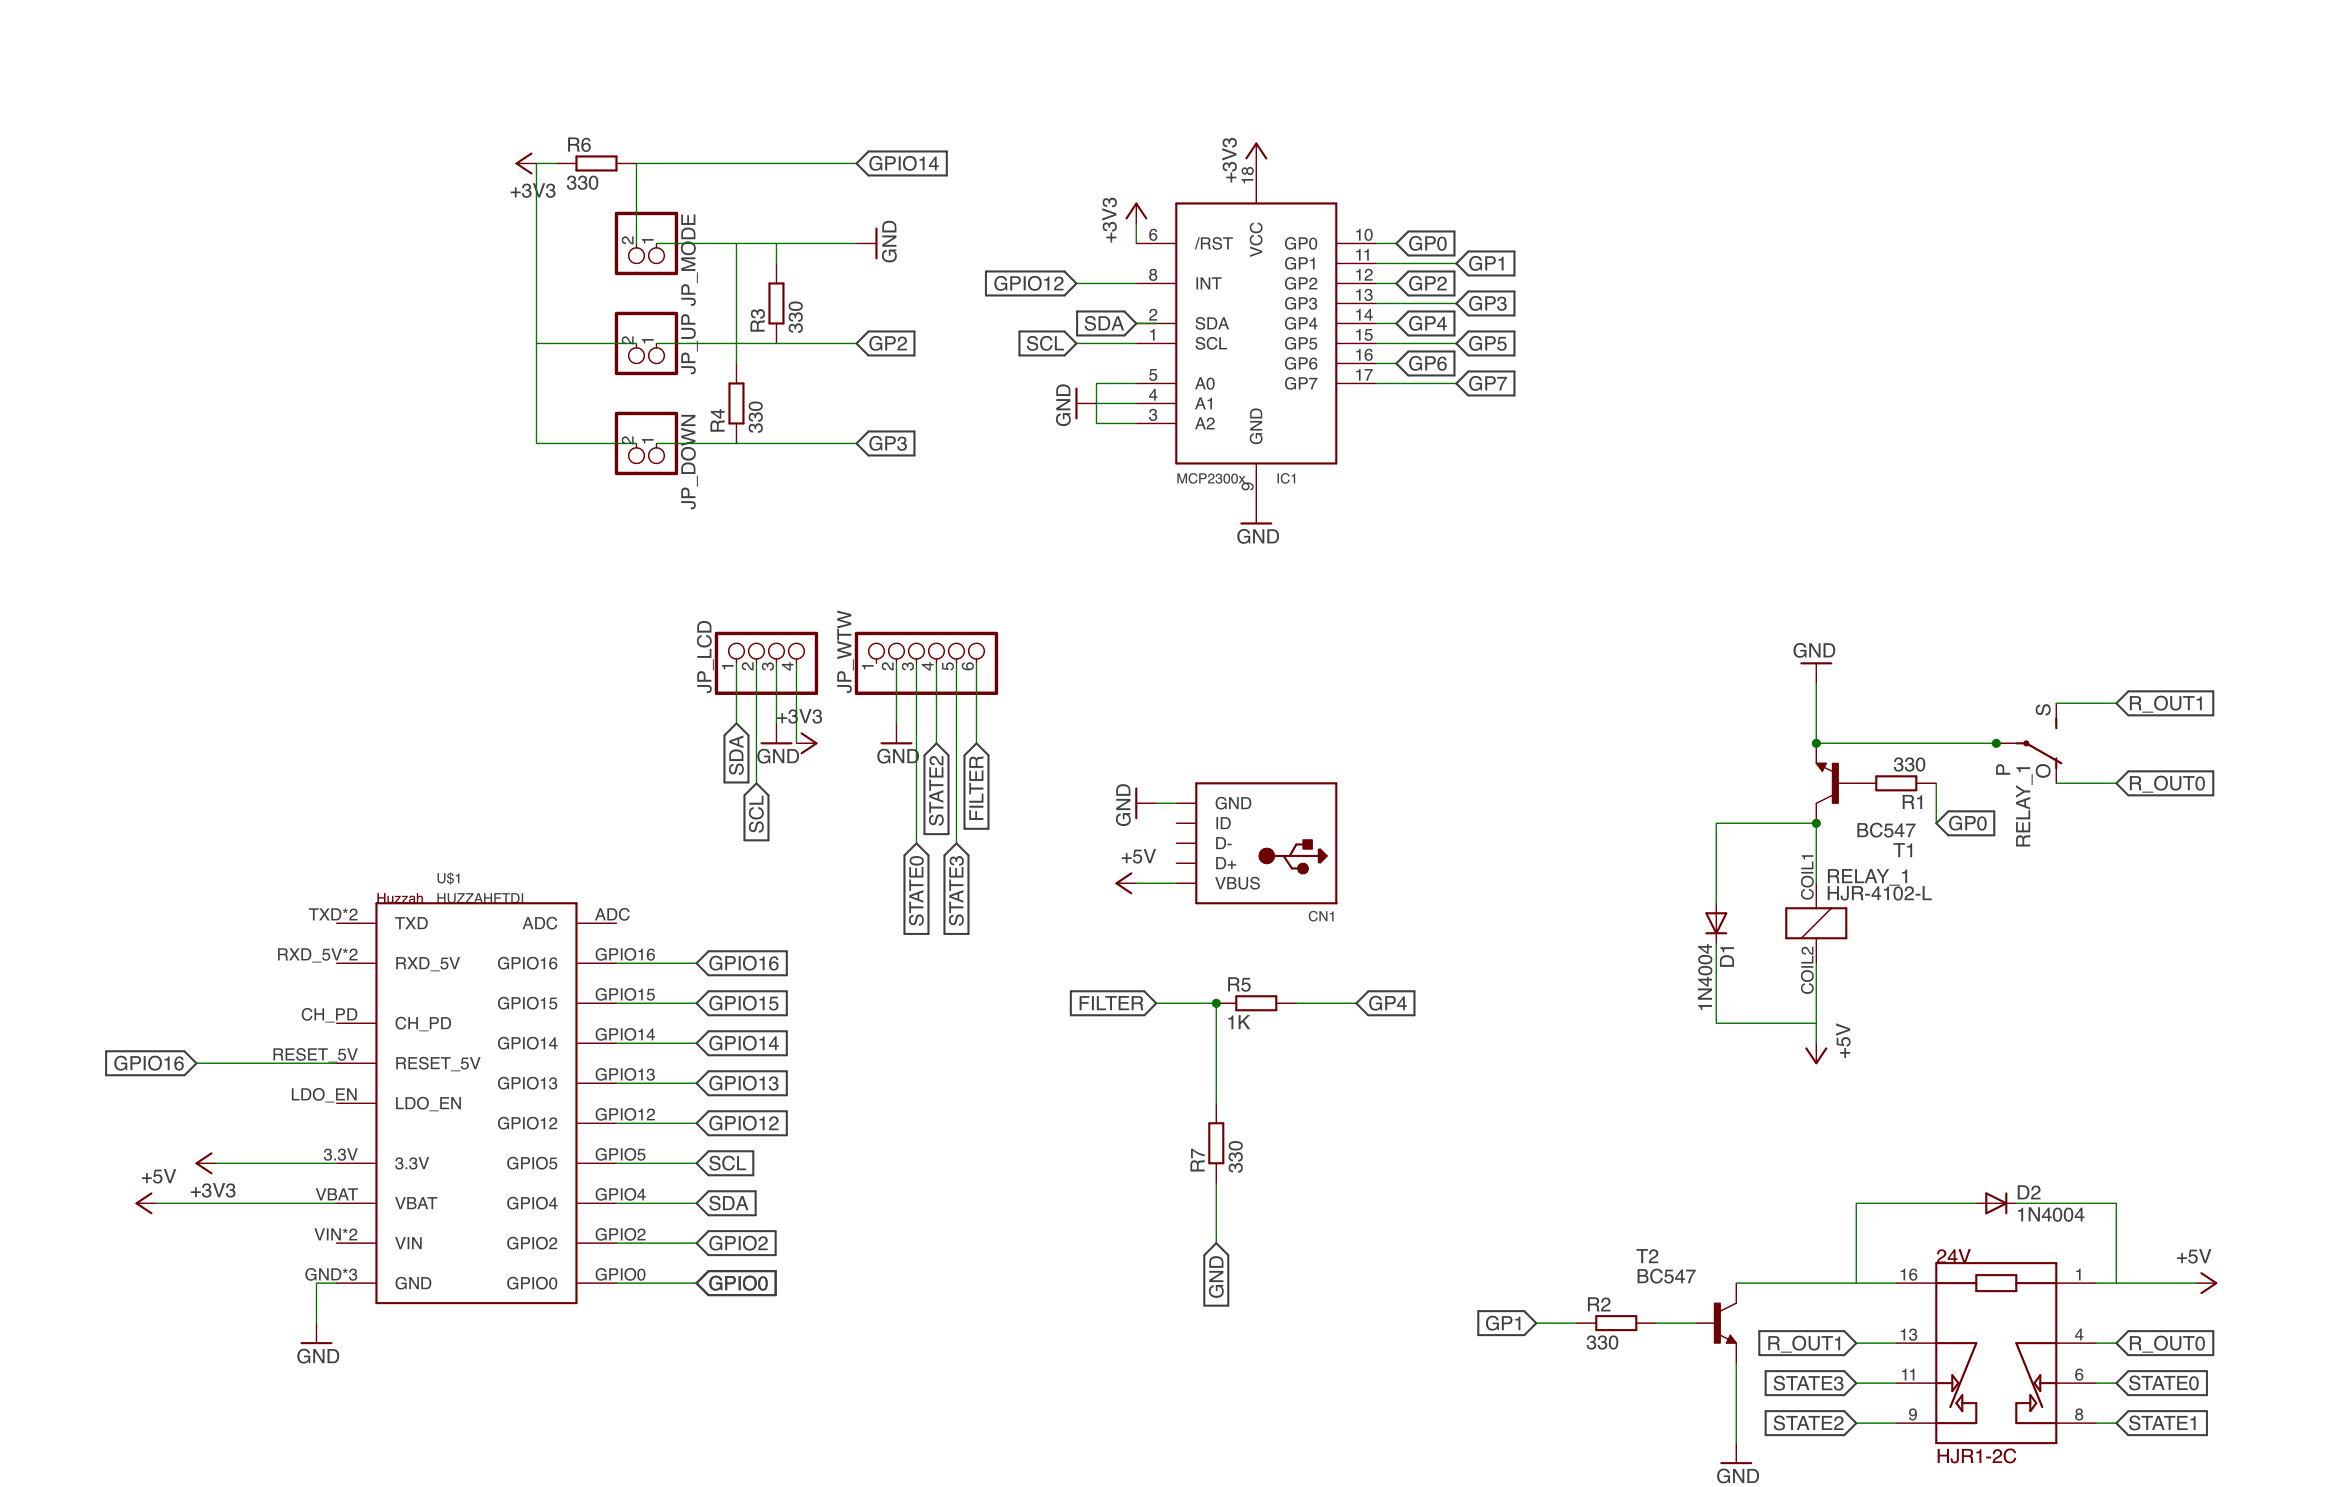 R6
330
+3V3
GPIO14
JP_MODE
2
1
GND
R3
330
JP_UP
2
1
GP2
R4
330
JP_DOWN
2
1
GP3
+3V3
18
+3V3
6
/RST
VCC
GPIO12
8
INT
SDA
2
SDA
SCL
1
SCL
GND
5
A0
4
A1
3
A2
GND
GP0
10
GP0
GP1
11
GP1
GP2
12
GP2
GP3
13
GP3
GP4
14
GP4
GP5
15
GP5
GP6
16
GP6
GP7
17
GP7
MCP2300x
9
IC1
GND
JP_LCD
1
2
3
4
+3V3
SDA
GND
SCL
JP_WTW
1
2
3
4
5
6
GND
STATE2
FILTER
STATE0
STATE3
GND
GND
ID
D-
D+
+5V
VBUS
CN1
GND
R_OUT1
S
P
O
R_OUT0
RELAY_1
330
R1
GP0
BC547
T1
COIL1
RELAY_1
HJR-4102-L
COIL2
1N4004
D1
+5V
U$1
Huzzah
HUZZAHFTDI
TXD*2
TXD
ADC
ADC
RXD_5V*2
RXD_5V
GPIO16
GPIO16
GPIO16
GPIO15
GPIO15
GPIO15
CH_PD
CH_PD
GPIO14
GPIO14
GPIO14
GPIO16
RESET_5V
RESET_5V
GPIO13
GPIO13
GPIO13
LDO_EN
LDO_EN
GPIO12
GPIO12
GPIO12
3.3V
3.3V
GPIO5
GPIO5
SCL
+5V
+3V3
VBAT
VBAT
GPIO4
GPIO4
SDA
VIN*2
VIN
GPIO2
GPIO2
GPIO2
GND*3
GND
GPIO0
GPIO0
GPIO0
GND
FILTER
R5
1K
GP4
R7
330
GND
D2
1N4004
T2
BC547
24V
+5V
16
1
GP1
R2
330
R_OUT1
13
4
R_OUT0
STATE3
11
6
STATE0
STATE2
9
8
STATE1
HJR1-2C
GND